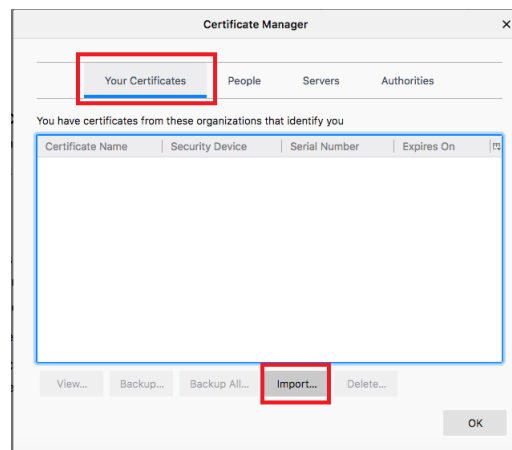 Certificate Manager
Your Certificates People Servers Authorities
You have certificates from these organizations that identify you
Certificate Name Security Device Serial Number Expires On
View... Backup... Backup All... Import... Delete...
OK